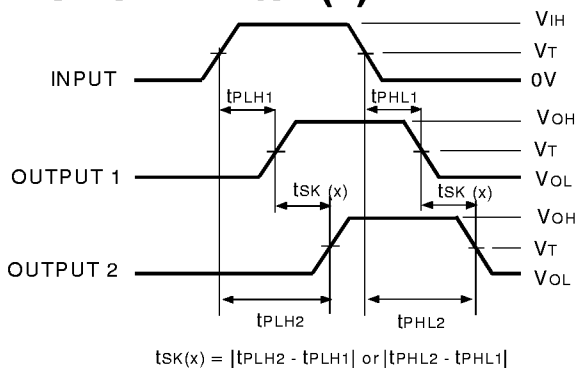 VIH
VT
INPUT
0V
tPLH1
tPHL1
VOH
VT
OUTPUT 1
VOL
tSK (x)
tSK (x)
VOH
VT
OUTPUT 2
VOL
tPLH2
tPHL2
tSK(x) = |tPLH2 - tPLH1| or |tPHL2 - tPHL1|